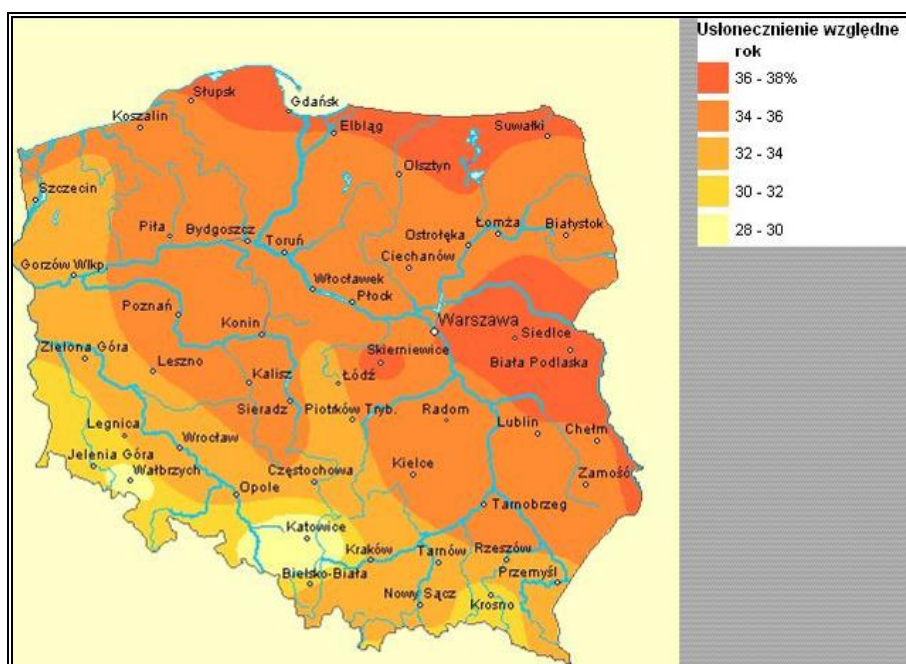 Usłonecznienie względne
rok
36 - 38%
34 - 36
32 - 34
30 - 32
28 - 30
Słupsk
Gdańsk
Koszalin
Elbląg
Suwałki
Olsztyn
Szczecin
Piła
Bydgoszcz
Toruń
Ostrołęka
Łomża
Białystok
Ciechanów
Gorzów Wlkp.
Włocławek
Płock
Poznań
Konin
Warszawa
Siedlce
Zielona Góra
Leszno
Kalisz
Skierniewice
Biała Podlaska
Łódź
Sieradz
Piotrków Tryb.
Radom
Lublin
Chełm
Legnica
Wrocław
Jelenia Góra
Wałbrzych
Częstochowa
Kielce
Zamość
Opole
Tarnobrzeg
Katowice
Kraków
Tarnów
Rzeszów
Przemyśl
Bielsko-Biała
Nowy Sącz
Krosno